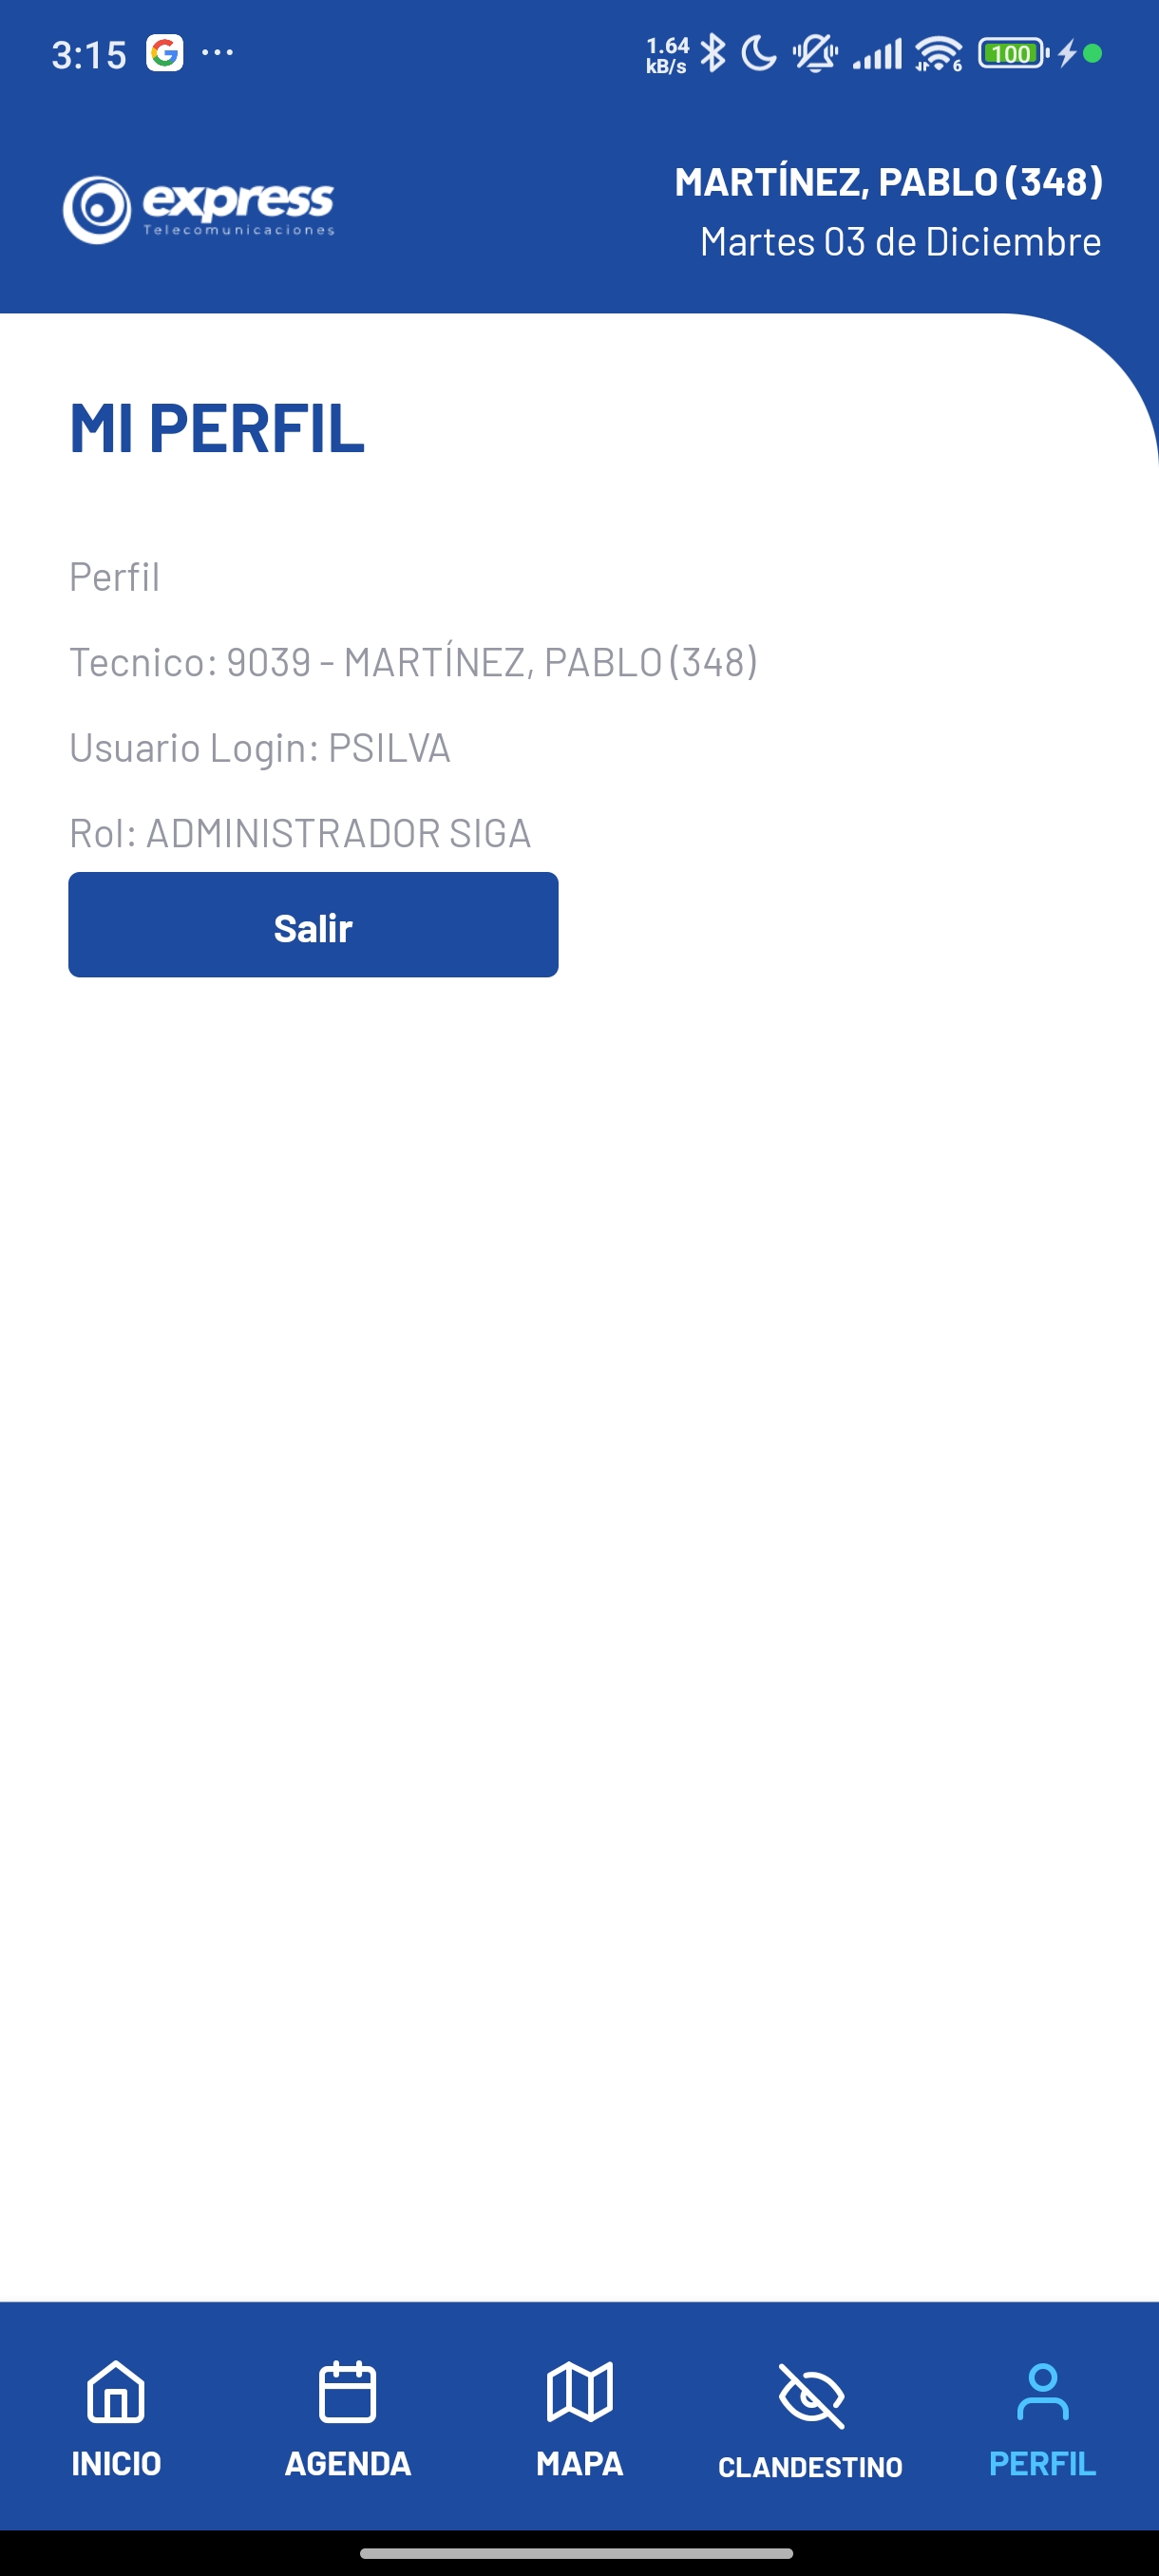 3:15
1.64
kB/s
6
100
express
Telecomunicaciones
MARTÍNEZ, PABLO (348)
Martes 03 de Diciembre
MI PERFIL
Perfil
Tecnico: 9039 - MARTÍNEZ, PABLO (348)
Usuario Login: PSILVA
Rol: ADMINISTRADOR SIGA
Salir
INICIO
AGENDA
MAPA
CLANDESTINO
PERFIL